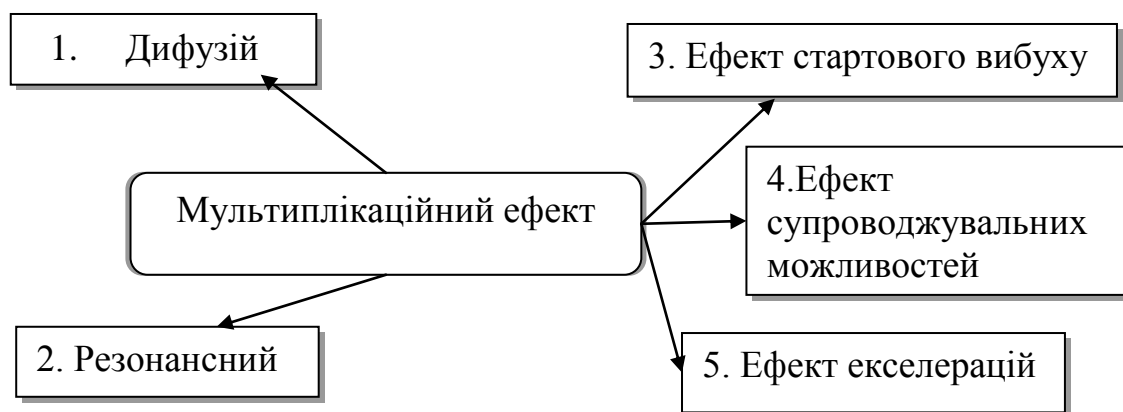 1. Дифузій
3. Ефект стартового вибуху
Мультиплікаційний ефект
4.Ефект
супроводжувальних
можливостей
2. Резонансний
5. Ефект екселерацій